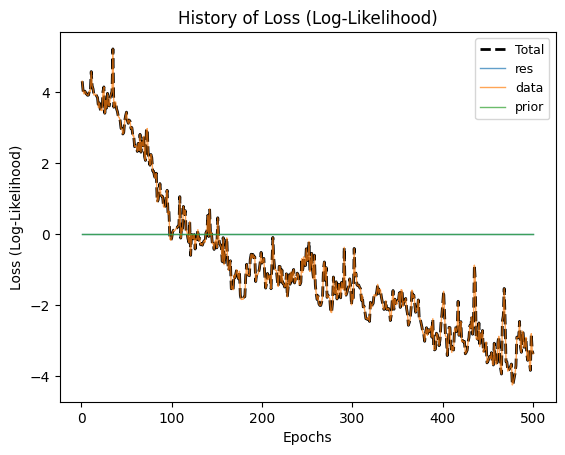 History of Loss (Log-Likelihood)
Total
res
data
prior
Loss (Log-Likelihood)
4
2
0
−2
−4
0 100 200 300 400 500
Epochs